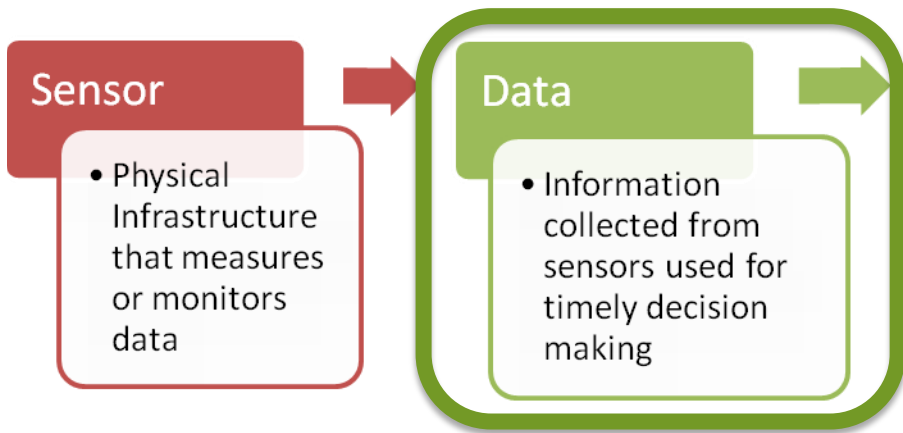 Sensor
• Physical
Infrastructure
that measures
or monitors
data
Data
• Information
collected from
sensors used for
timely decision
making